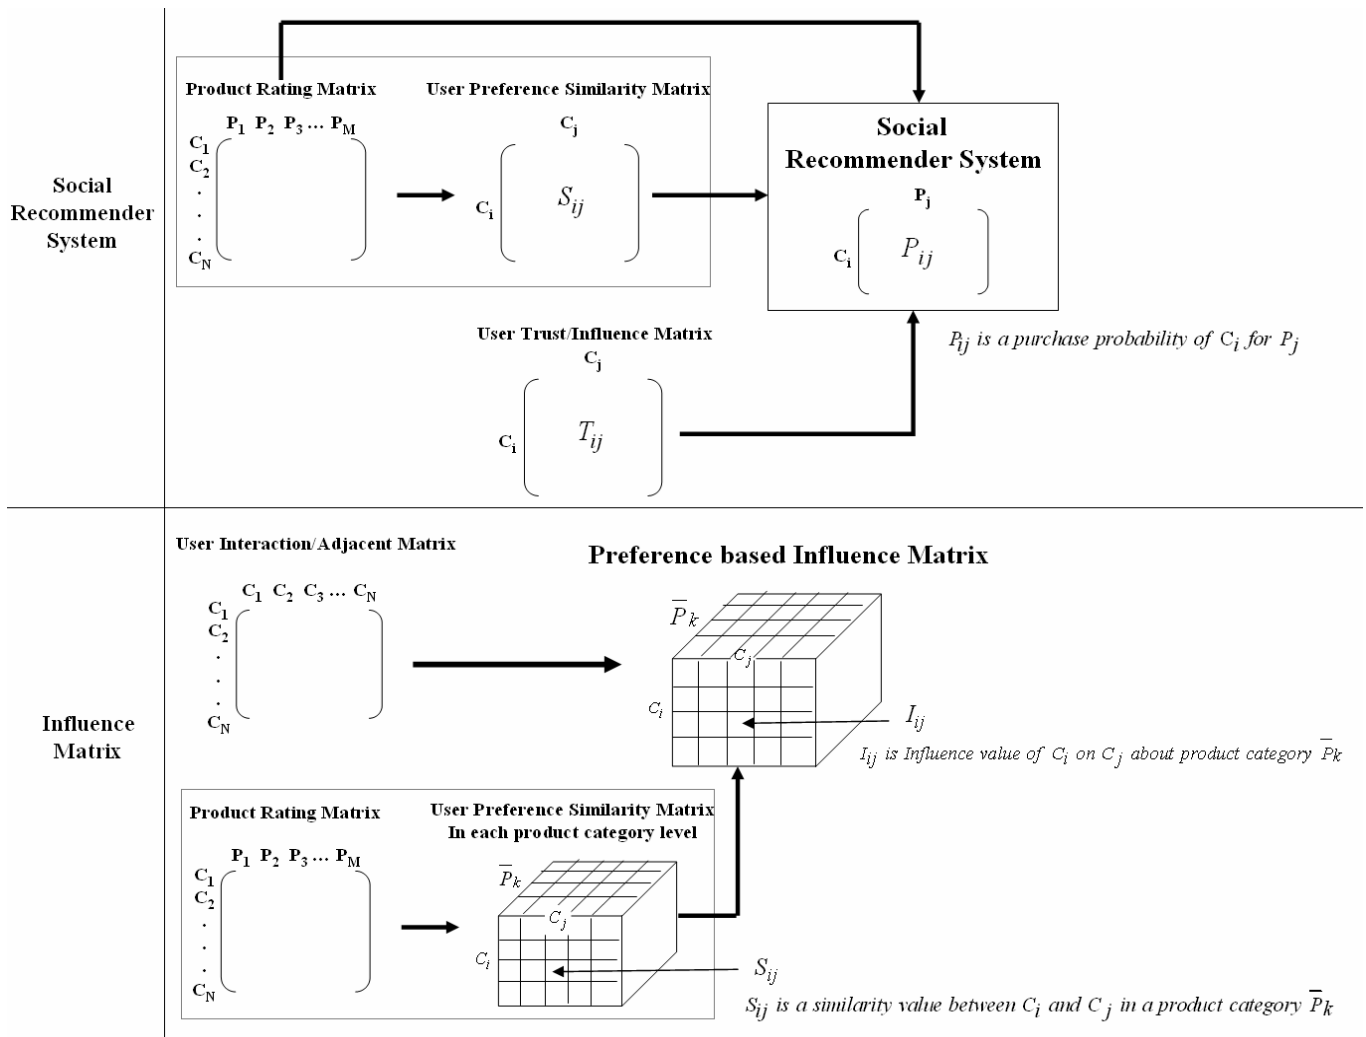 Social
Recommender
System
Product Rating Matrix
P1 P2 P3 ... PM
C1
C2
.
.
.
CN
User Preference Similarity Matrix
Cj
Ci
Sij
Social
Recommender System
Pj
Ci
Pij
Pij is a purchase probability of Ci for Pj
User Trust/Influence Matrix
Cj
Ci
Tij
Influence
Matrix
User Interaction/Adjacent Matrix
C1 C2 C3 ... CN
C1
C2
.
.
.
CN
Preference based Influence Matrix
P̅k
Cj
Ci
Iij
Iij is Influence value of Ci on Cj about product category P̅k
Product Rating Matrix
P1 P2 P3 ... PM
C1
C2
.
.
.
CN
User Preference Similarity Matrix
In each product category level
P̅k
Cj
Ci
Sij
Sij is a similarity value between Ci and Cj in a product category P̅k